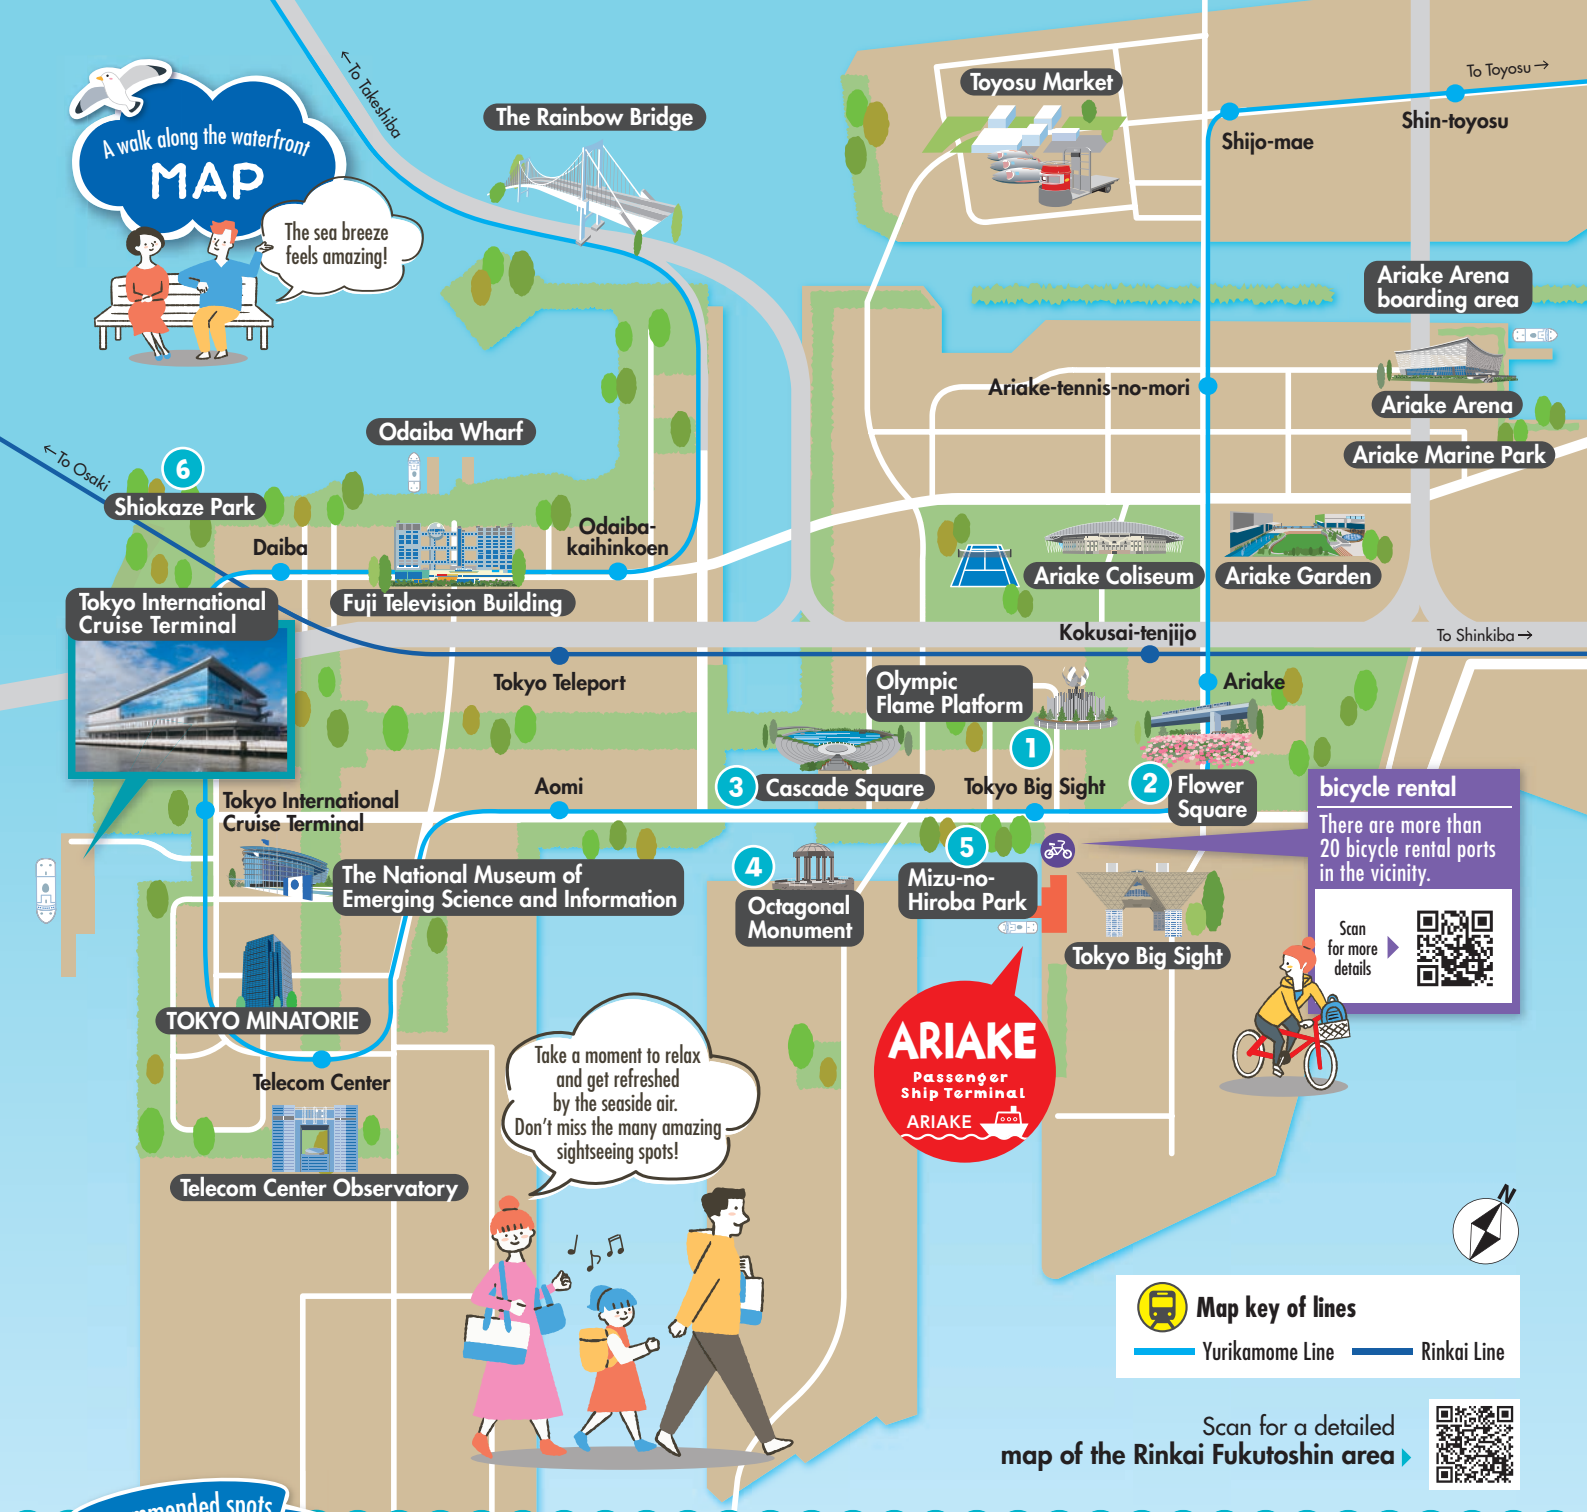 A walk along the waterfront
MAP
The sea breeze
feels amazing!
←To Takeshiba
The Rainbow Bridge
Toyosu Market
To Toyosu→
Shin-toyosu
Shijo-mae
Ariake Arena
boarding area
Ariake-tennis-no-mori
Ariake Arena
Ariake Marine Park
Odaiba Wharf
←To Osaki
6
Shiokaze Park
Daiba
Odaiba-
kaihinkoen
Fuji Television Building
Ariake Coliseum
Ariake Garden
Tokyo International
Cruise Terminal
Kokusai-tenjijo
To Shinkiba→
Tokyo Teleport
Olympic
Flame Platform
1
Ariake
Aomi
3
Cascade Square
Tokyo Big Sight
2
Flower
Square
bicycle rental
There are more than
20 bicycle rental ports
in the vicinity.
Scan
for more
details
Tokyo International
Cruise Terminal
The National Museum of
Emerging Science and Information
4
Octagonal
Monument
5
Mizu-no-
Hiroba Park
Tokyo Big Sight
TOKYO MINATORIE
Telecom Center
Telecom Center Observatory
ARIAKE
Passenger
Ship Terminal
ARIAKE
Take a moment to relax
and get refreshed
by the seaside air.
Don't miss the many amazing
sightseeing spots!
N
Map key of lines
Yurikamome Line
Rinkai Line
Scan for a detailed
map of the Rinkai Fukutoshin area
spots